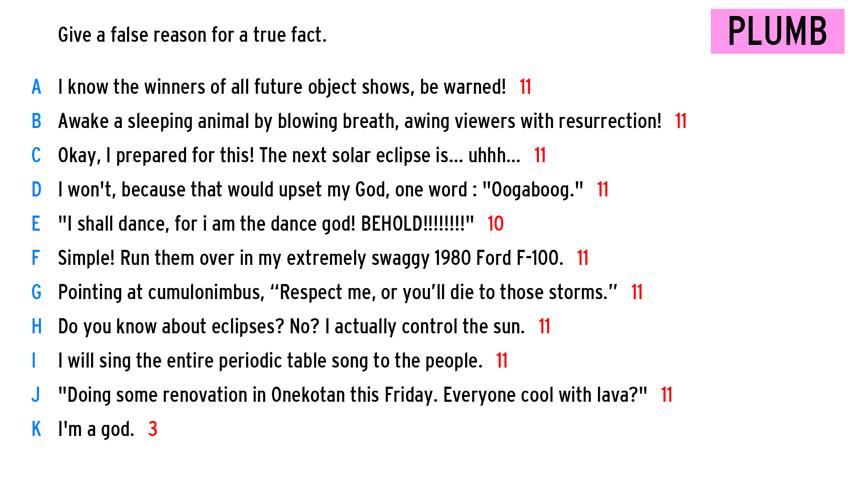 Give a false reason for a true fact.
PLUMB
A I know the winners of all future object shows, be warned! 11
B Awake a sleeping animal by blowing breath, awing viewers with resurrection! 11
C Okay, I prepared for this! The next solar eclipse is... uhhh... 11
D I won't, because that would upset my God, one word : "Oogaboog." 11
E "I shall dance, for i am the dance god! BEHOLD!!!!!!!!" 10
F Simple! Run them over in my extremely swaggy 1980 Ford F-100. 11
G Pointing at cumulonimbus, “Respect me, or you’ll die to those storms.” 11
H Do you know about eclipses? No? I actually control the sun. 11
I I will sing the entire periodic table song to the people. 11
J "Doing some renovation in Onekotan this Friday. Everyone cool with lava?" 11
K I'm a god. 3